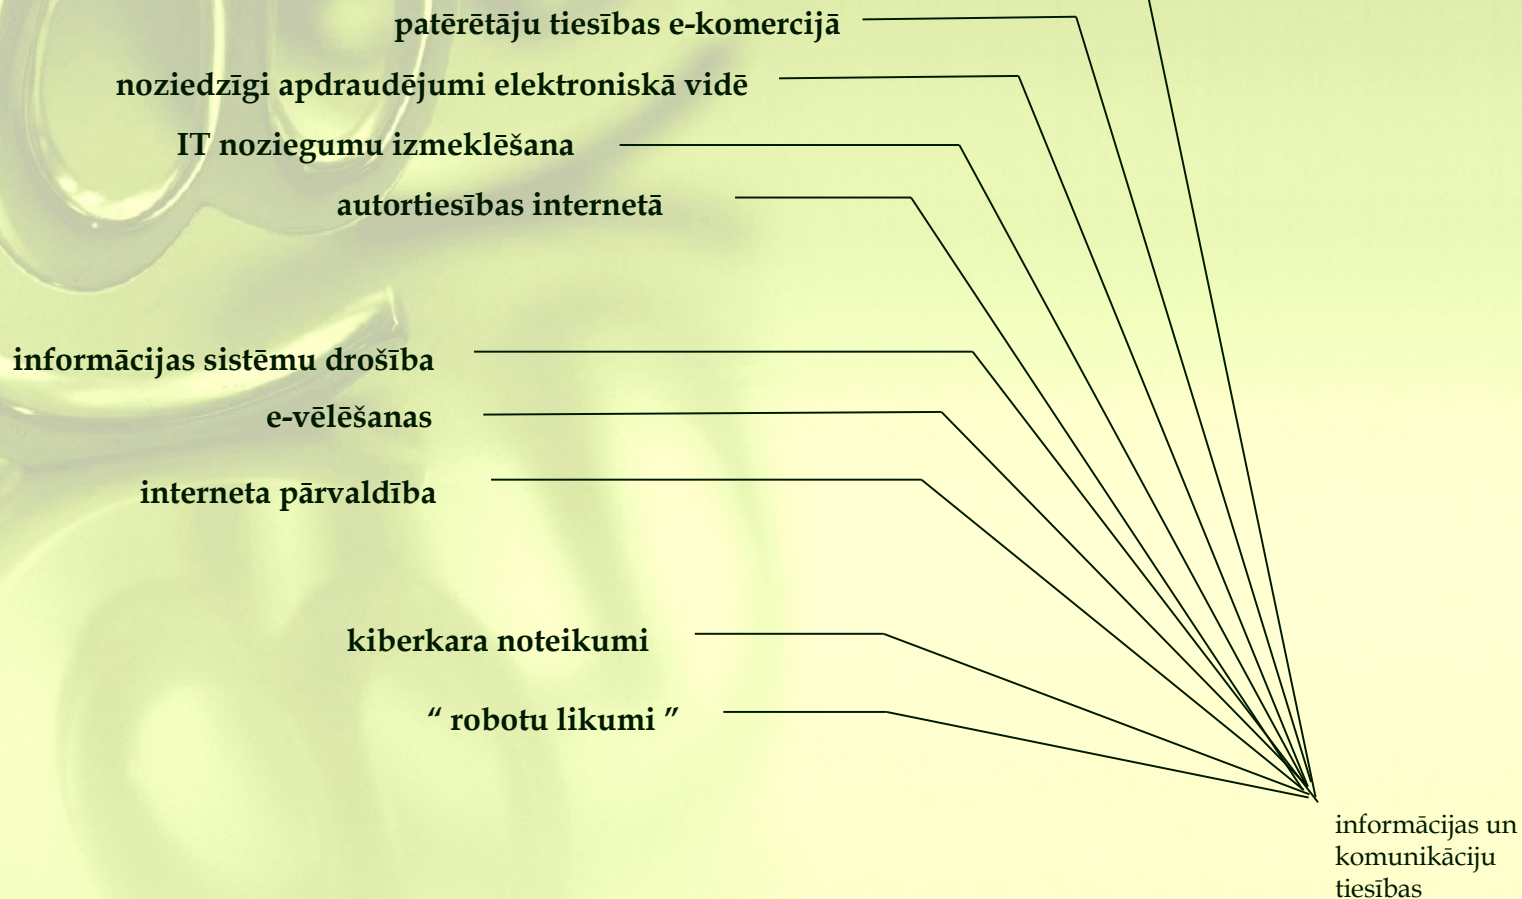 patērētāju tiesības e-komercijā
noziedzīgi apdraudējumi elektroniskā vidē
IT noziegumu izmeklēšana
autortiesības internetā
informācijas sistēmu drošība
e-vēlēšanas
interneta pārvaldība
kiberkara noteikumi
“ robotu likumi ”
informācijas un
komunikāciju
tiesības